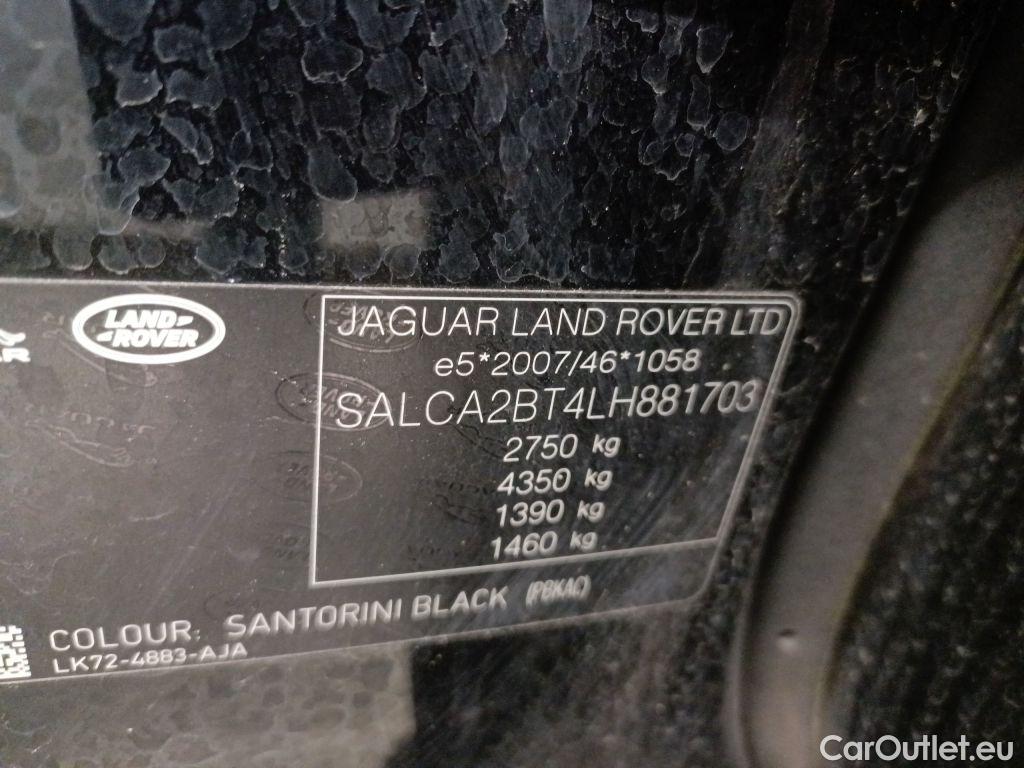 LAND-
-ROVER
JAGUAR LAND ROVER LTD
e5*2007/46*1058
SALCA2BT4LH881703
2750 kg
4350 kg
1390 kg
1460 kg
COLOUR: SANTORINI BLACK (PBKAC)
LK72-4883-AJA
CarOutlet.eu